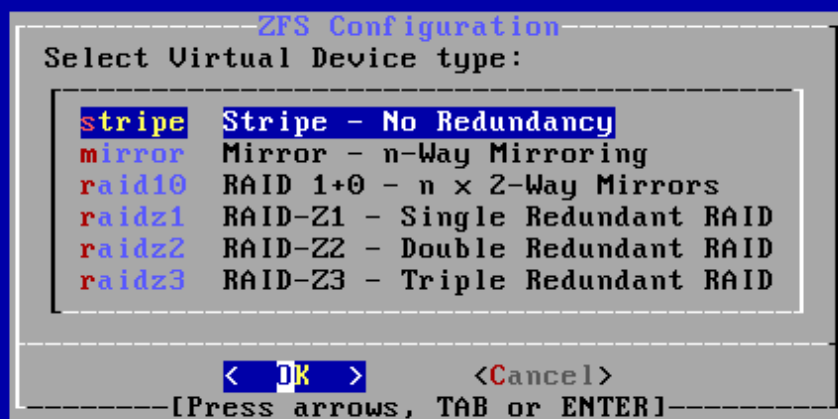 ZFS Configuration
Select Virtual Device type:
stripe Stripe - No Redundancy
mirror Mirror - n-Way Mirroring
raid10 RAID 1+0 - n x 2-Way Mirrors
raidz1 RAID-Z1 - Single Redundant RAID
raidz2 RAID-Z2 - Double Redundant RAID
raidz3 RAID-Z3 - Triple Redundant RAID
< OK > <Cancel>
[Press arrows, TAB or ENTER]